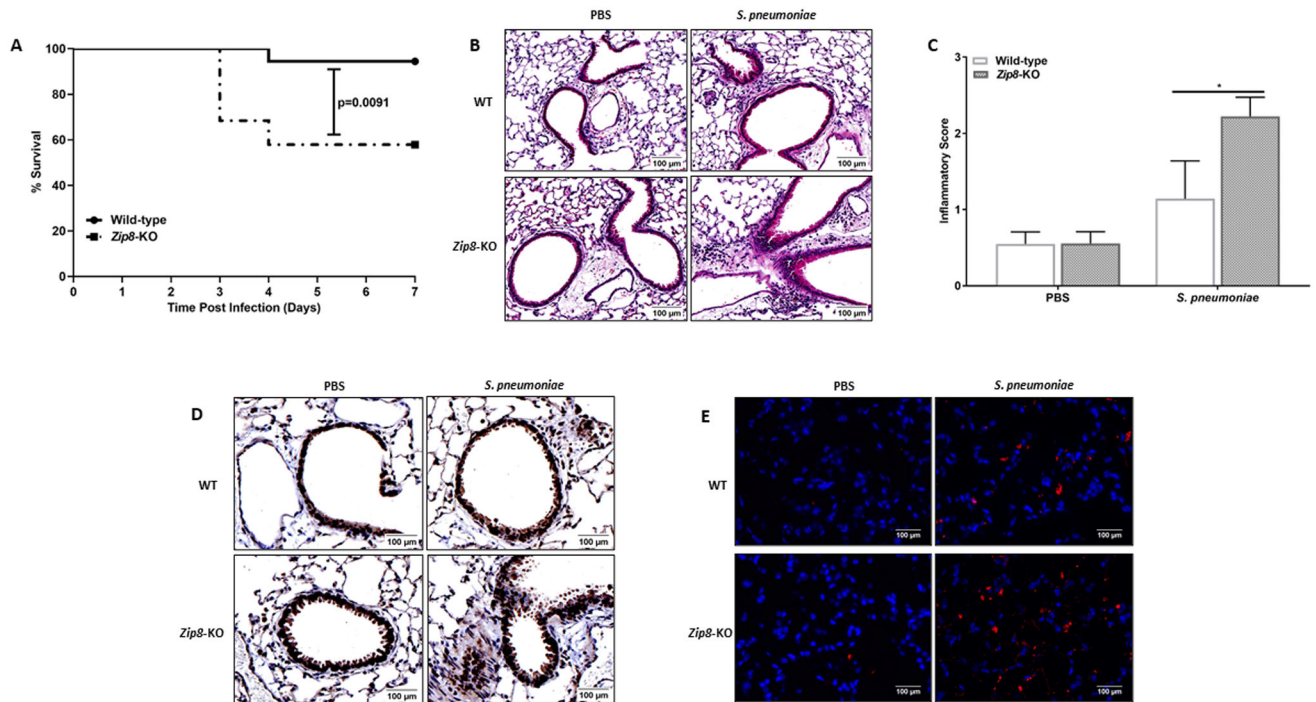 A
% Survival
100
80
60
40
20
0
p=0.0091
Wild-type
Zip8-KO
0 1 2 3 4 5 6 7
Time Post Infection (Days)
B
PBS
S. pneumoniae
WT
100 µm
100 µm
Zip8-KO
100 µm
100 µm
C
Inflammatory Score
3
2
1
0
Wild-type
Zip8-KO
*
PBS
S. pneumoniae
D
PBS
S. pneumoniae
WT
100 µm
100 µm
Zip8-KO
100 µm
100 µm
E
PBS
S. pneumoniae
WT
100 µm
100 µm
Zip8-KO
100 µm
100 µm